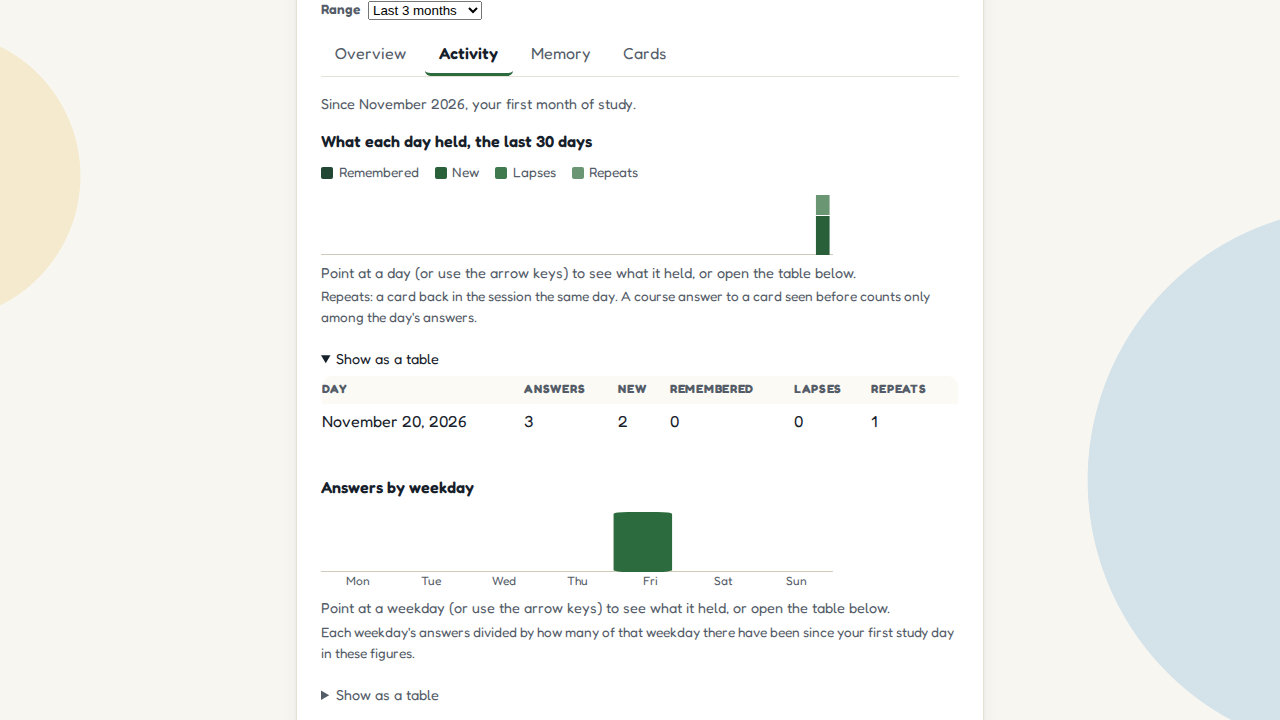 Range Last 3 months
Overview Activity Memory Cards
Since November 2026, your first month of study.
What each day held, the last 30 days
Remembered New Lapses Repeats
Point at a day (or use the arrow keys) to see what it held, or open the table below.
Repeats: a card back in the session the same day. A course answer to a card seen before counts only
among the day's answers.
Show as a table
DAY ANSWERS NEW REMEMBERED LAPSES REPEATS
November 20, 2026 3 2 0 0 1
Answers by weekday
Mon Tue Wed Thu Fri Sat Sun
Point at a weekday (or use the arrow keys) to see what it held, or open the table below.
Each weekday's answers divided by how many of that weekday there have been since your first study day
in these figures.
Show as a table